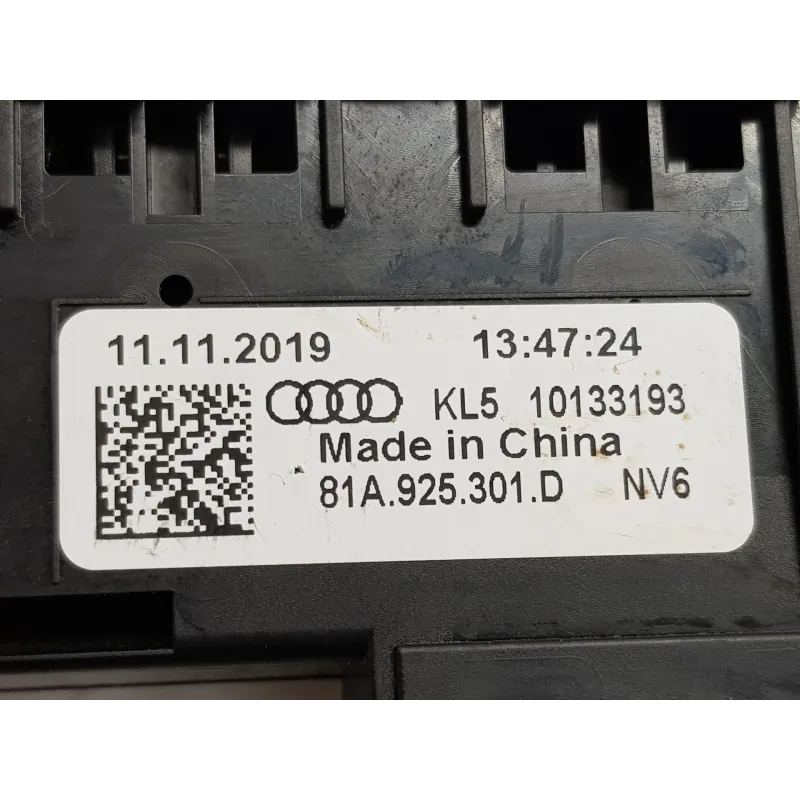 11.11.2019 13:47:24
KL5 10133193
Made in China
81A.925.301.D NV6